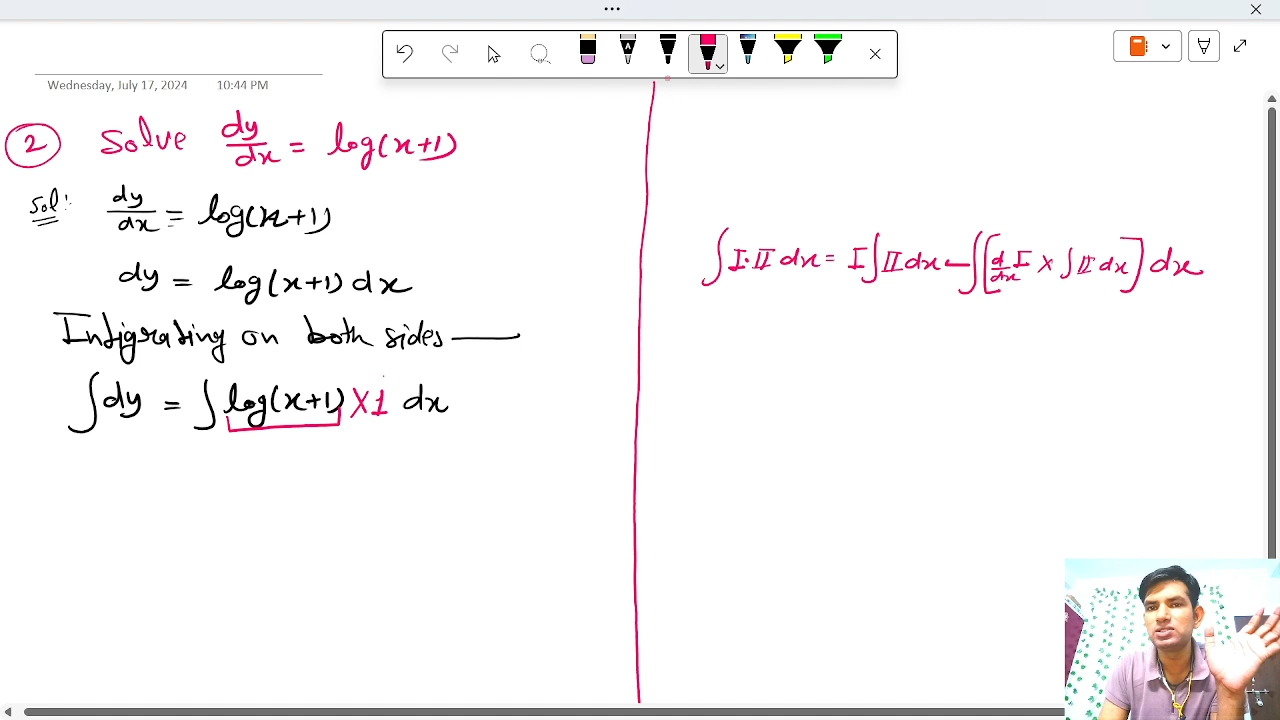 Wednesday, July 17, 2024 10:44 PM
2 Solve dy/dx = log(x+1)
Sol: dy/dx = log(x+1)
dy = log(x+1) dx
Intigrating on both sides —
∫dy = ∫log(x+1) X1 dx
∫I·II dx = I∫II dx - ∫[d/dx I X ∫II dx] dx